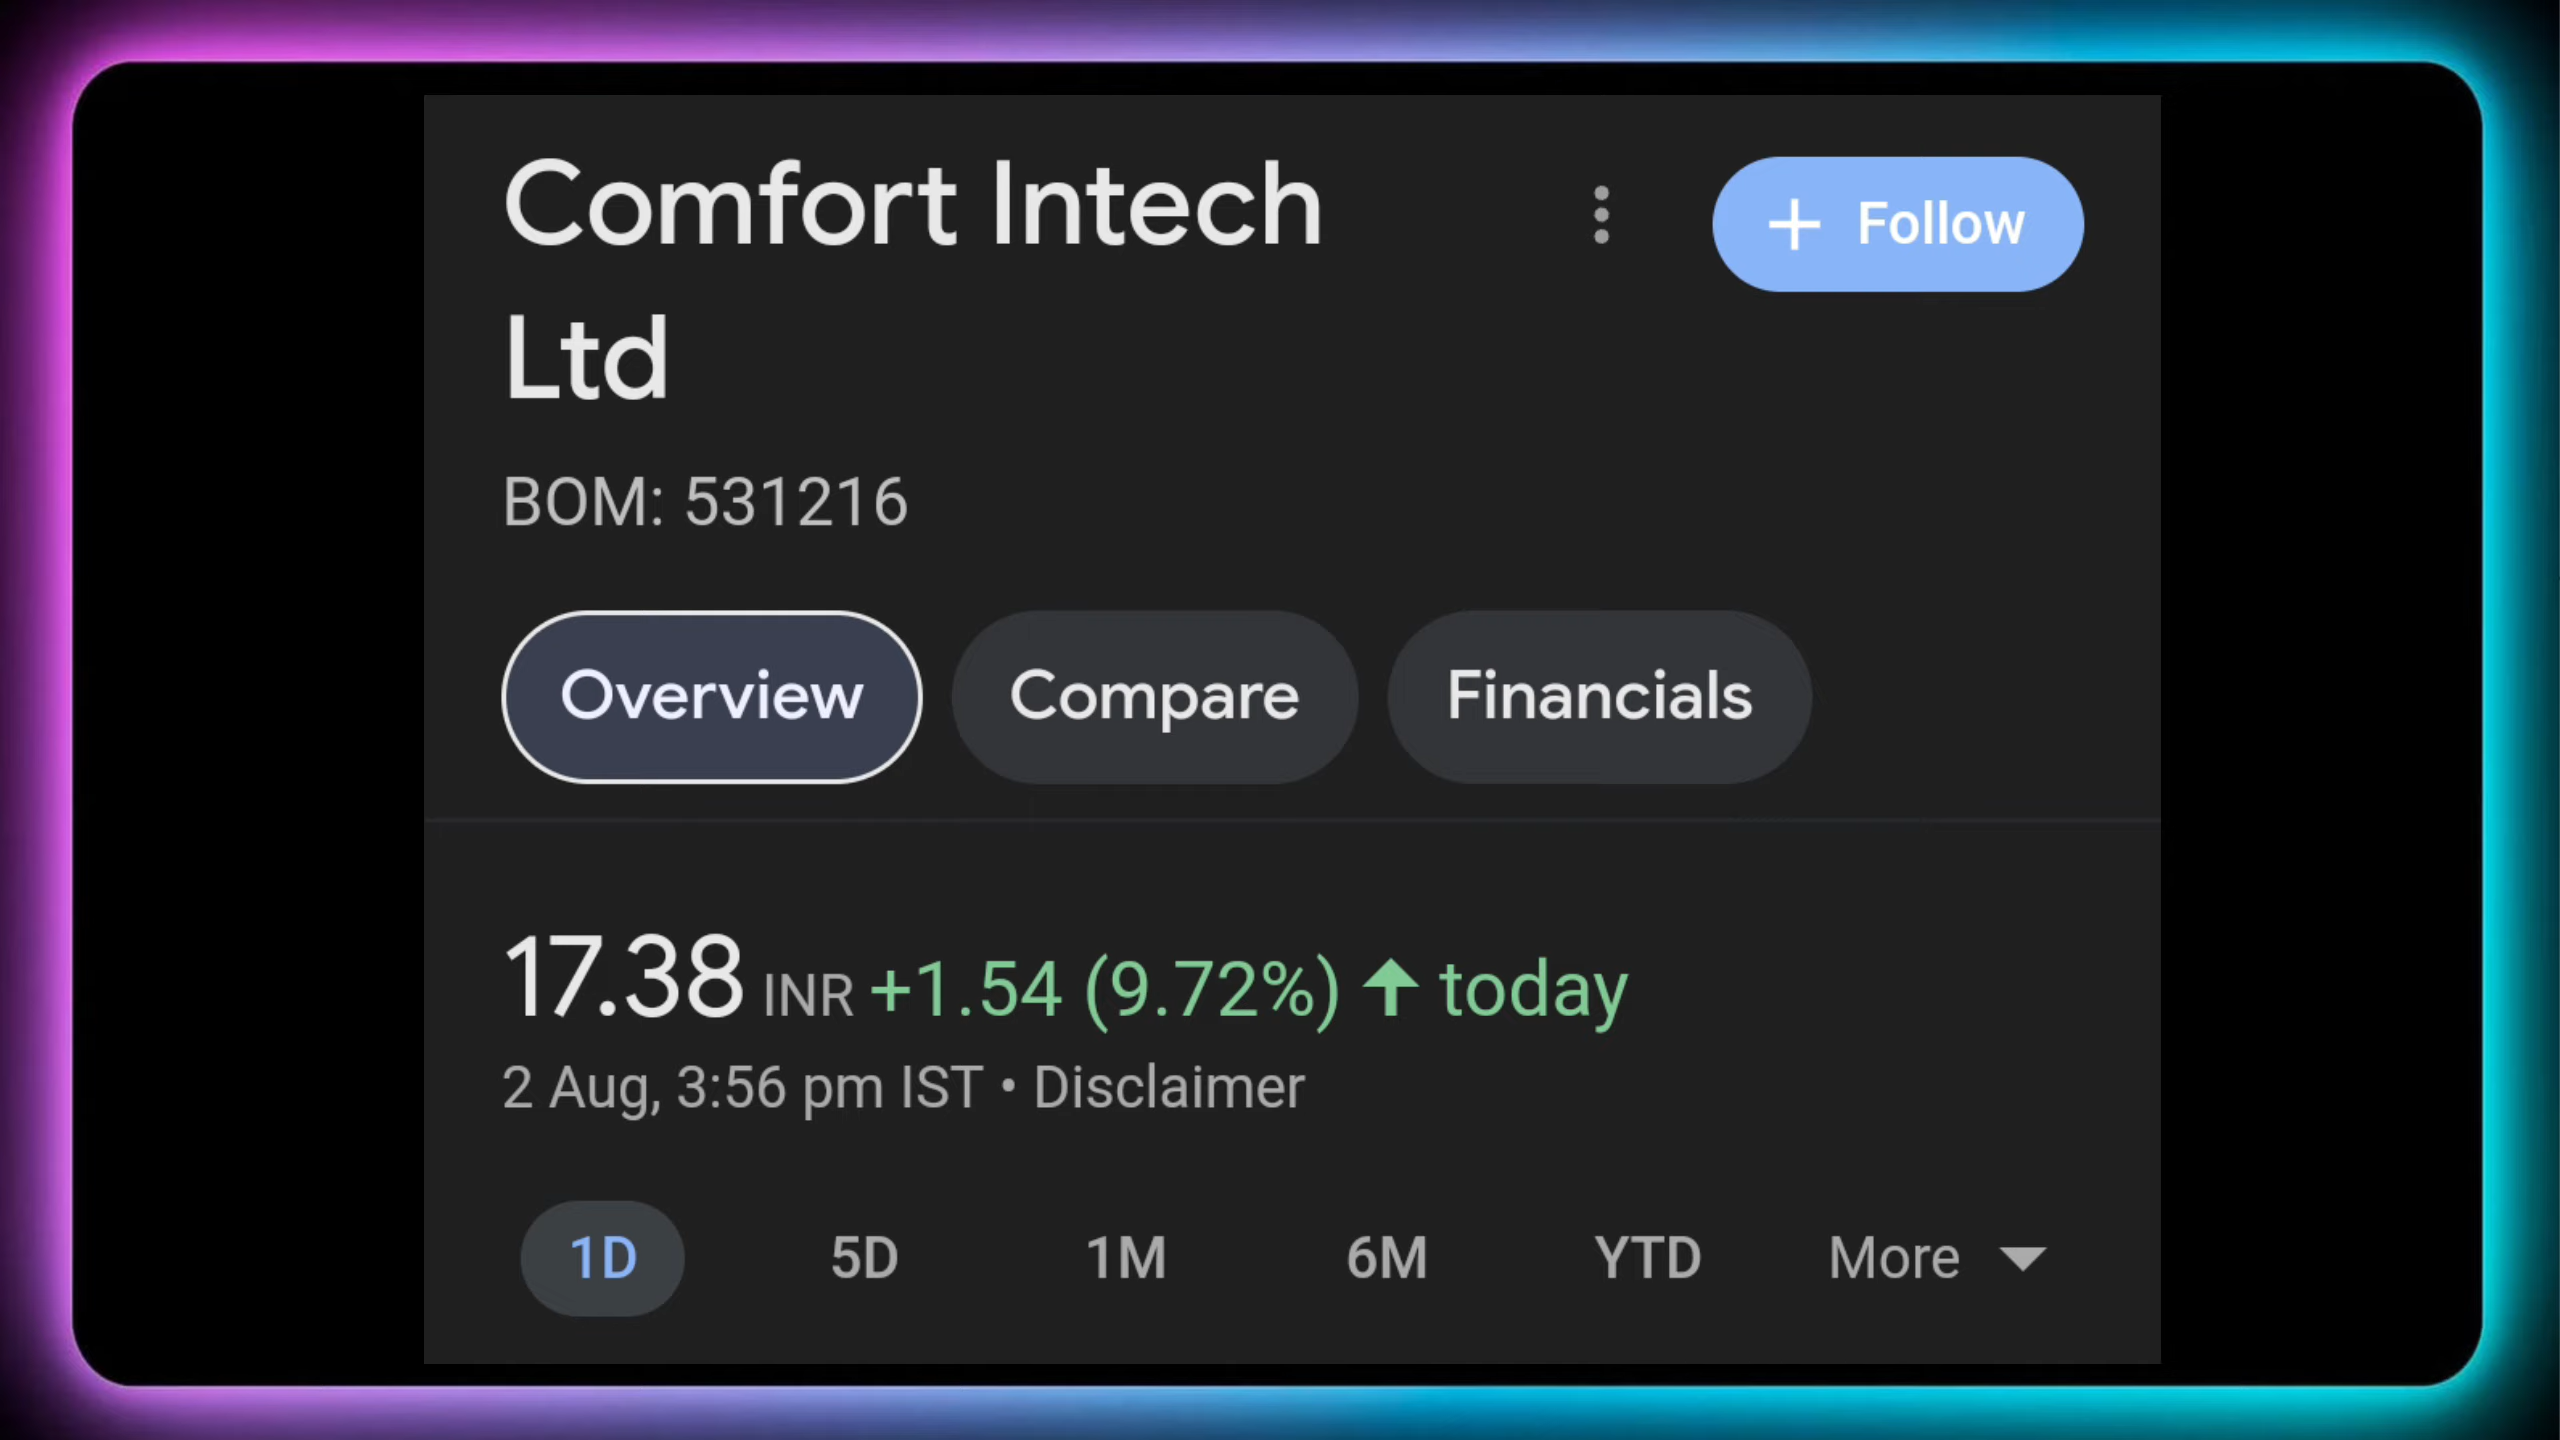 Comfort Intech
Ltd
+ Follow
BOM: 531216
Overview Compare Financials
17.38 INR +1.54 (9.72%) ↑ today
2 Aug, 3:56 pm IST • Disclaimer
1D 5D 1M 6M YTD More